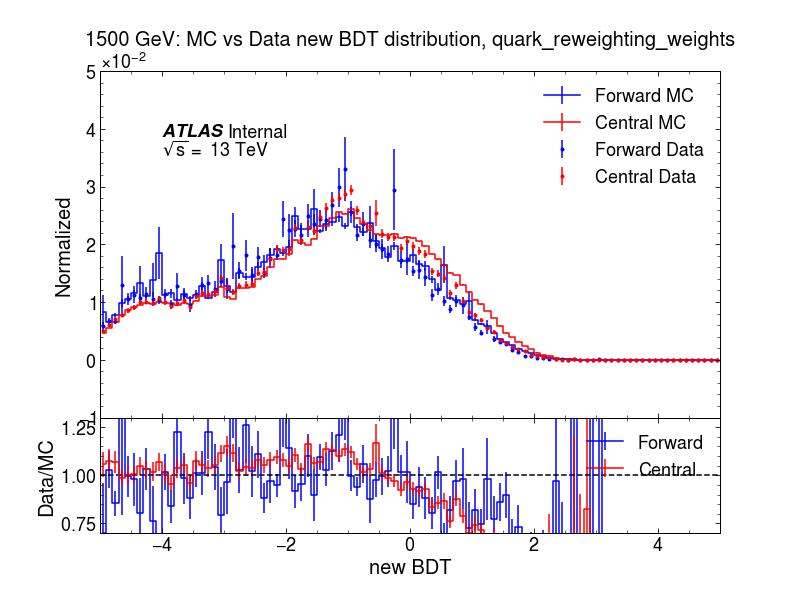 1500 GeV: MC vs Data new BDT distribution, quark_reweighting_weights
×10⁻²
5
4
3
2
1
0
−1
Normalized
ATLAS Internal
√s = 13 TeV
Forward MC
Central MC
Forward Data
Central Data
1.25
1.00
0.75
Data/MC
Forward
Central
−4 −2 0 2 4
new BDT